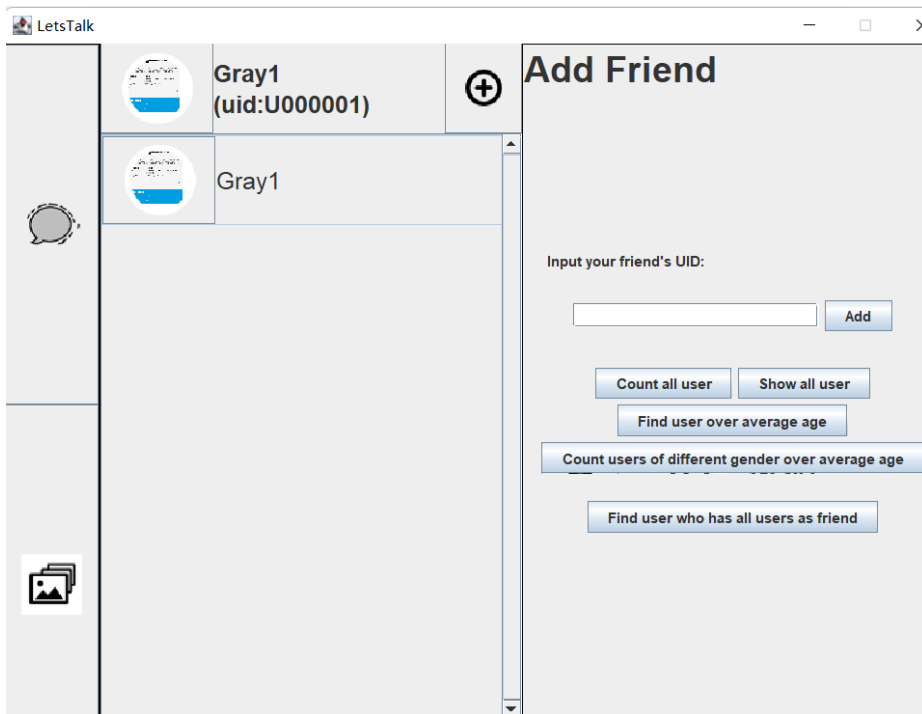 LetsTalk
Gray1
(uid:U000001)
Gray1
Add Friend
Input your friend's UID:
Add
Count all user
Show all user
Find user over average age
Count users of different gender over average age
Find user who has all users as friend